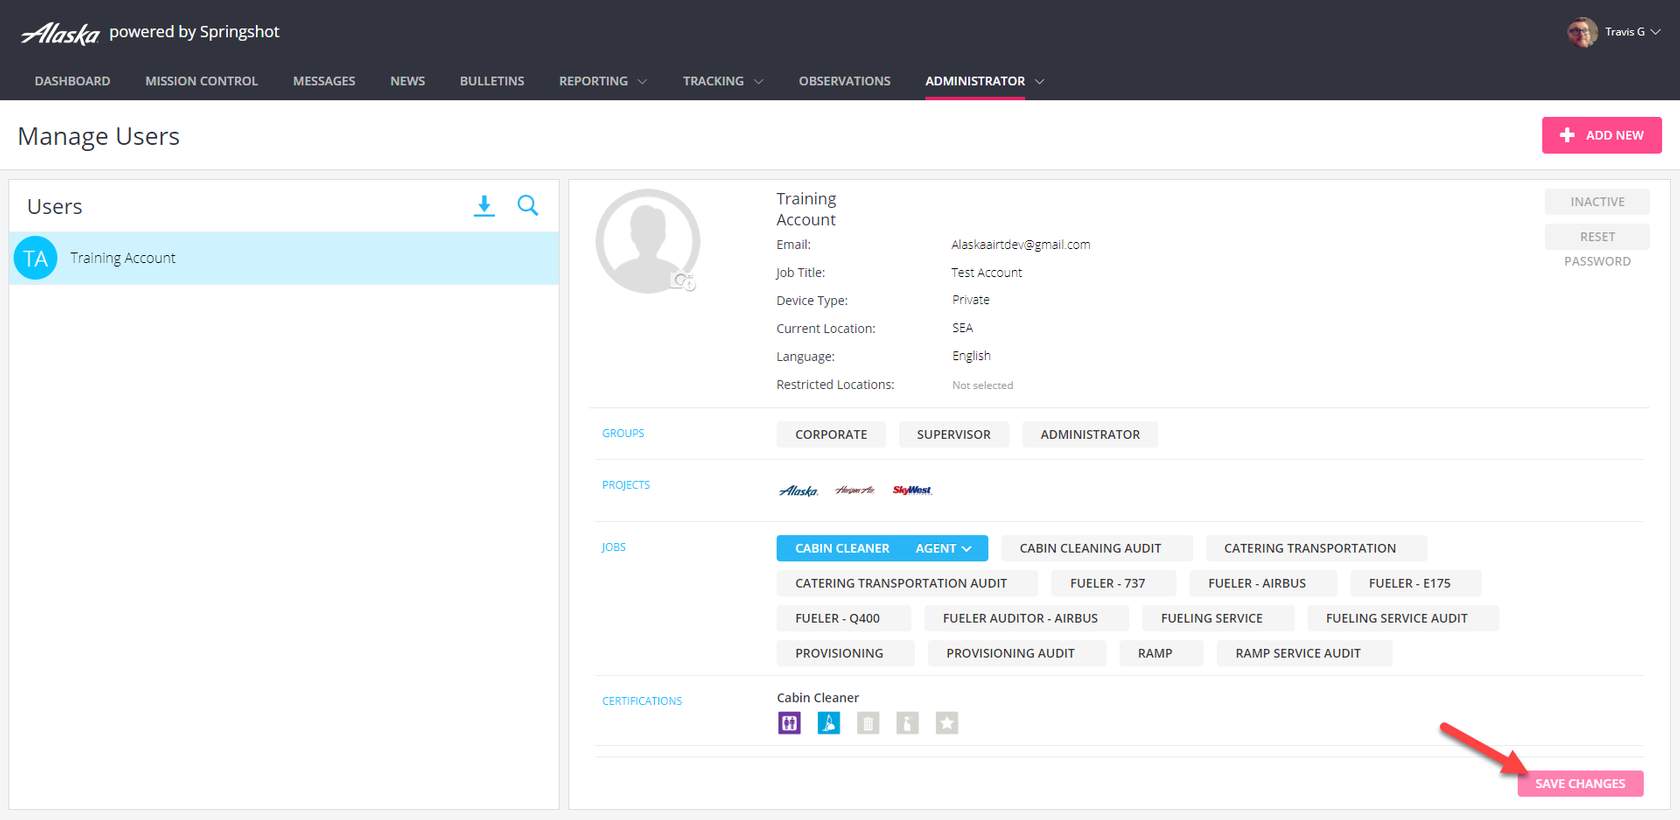 Alaska powered by Springshot
Travis G
DASHBOARD MISSION CONTROL MESSAGES NEWS BULLETINS REPORTING TRACKING OBSERVATIONS ADMINISTRATOR
Manage Users
ADD NEW
Users
TA Training Account
Training
Account
INACTIVE
RESET
PASSWORD
Email: Alaskaairtdev@gmail.com
Job Title: Test Account
Device Type: Private
Current Location: SEA
Language: English
Restricted Locations: Not selected
GROUPS CORPORATE SUPERVISOR ADMINISTRATOR
PROJECTS Alaska Horizon Air SkyWest
JOBS CABIN CLEANER AGENT CABIN CLEANING AUDIT CATERING TRANSPORTATION
CATERING TRANSPORTATION AUDIT FUELER - 737 FUELER - AIRBUS FUELER - E175
FUELER - Q400 FUELER AUDITOR - AIRBUS FUELING SERVICE FUELING SERVICE AUDIT
PROVISIONING PROVISIONING AUDIT RAMP RAMP SERVICE AUDIT
CERTIFICATIONS Cabin Cleaner
SAVE CHANGES